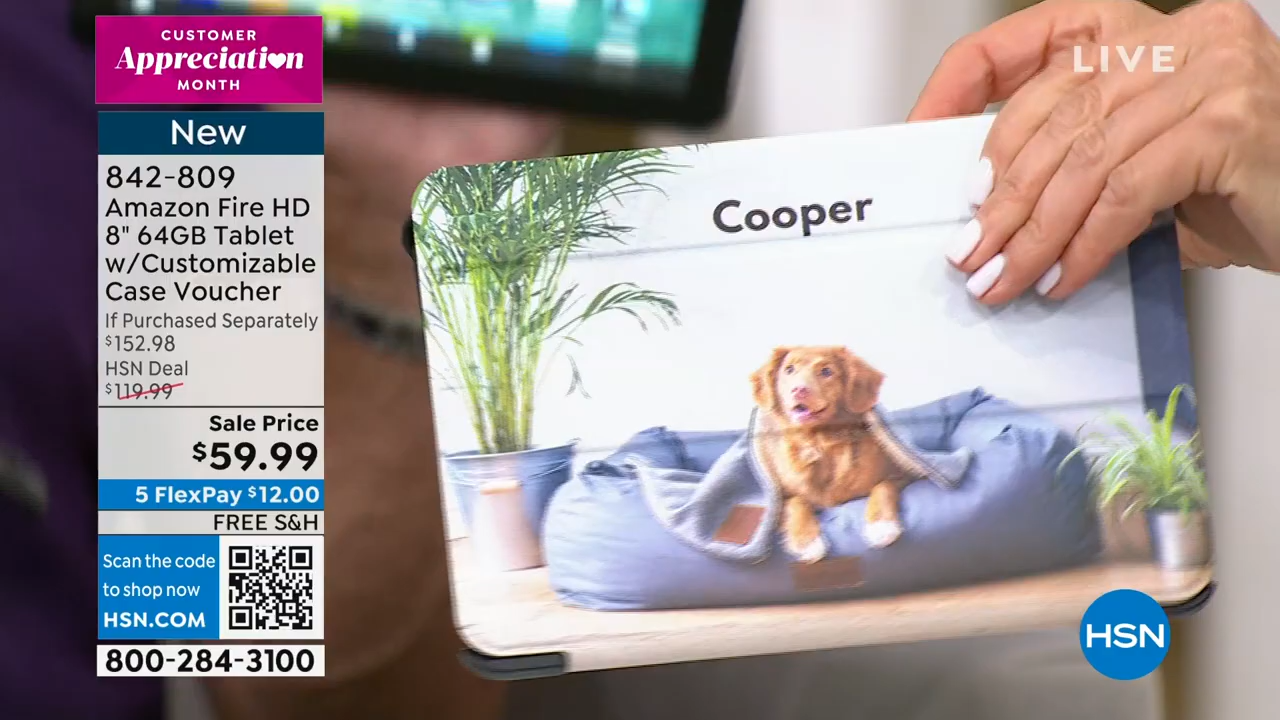 CUSTOMER
Appreciation
MONTH
New
842-809
Amazon Fire HD
8" 64GB Tablet
w/Customizable
Case Voucher
If Purchased Separately
$152.98
HSN Deal
$119.99
Sale Price
$59.99
5 FlexPay $12.00
FREE S&H
Scan the code
to shop now
HSN.COM
800-284-3100
LIVE
Cooper
HSN